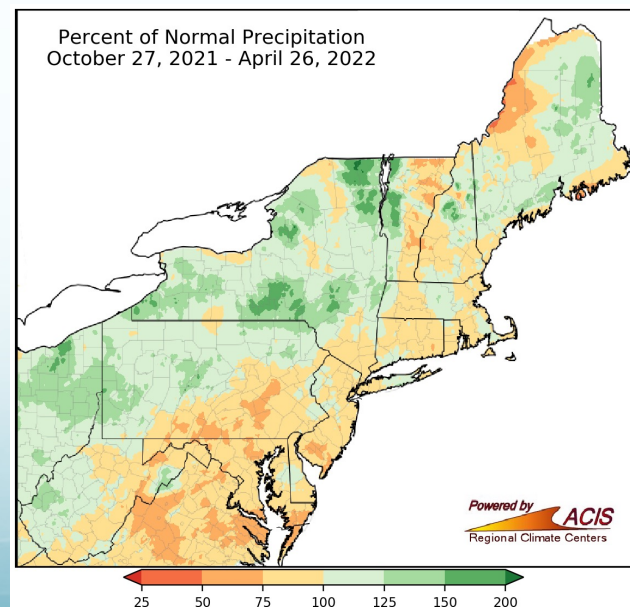 Percent of Normal Precipitation
October 27, 2021 - April 26, 2022
Powered by
ACIS
Regional Climate Centers
25 50 75 100 125 150 200